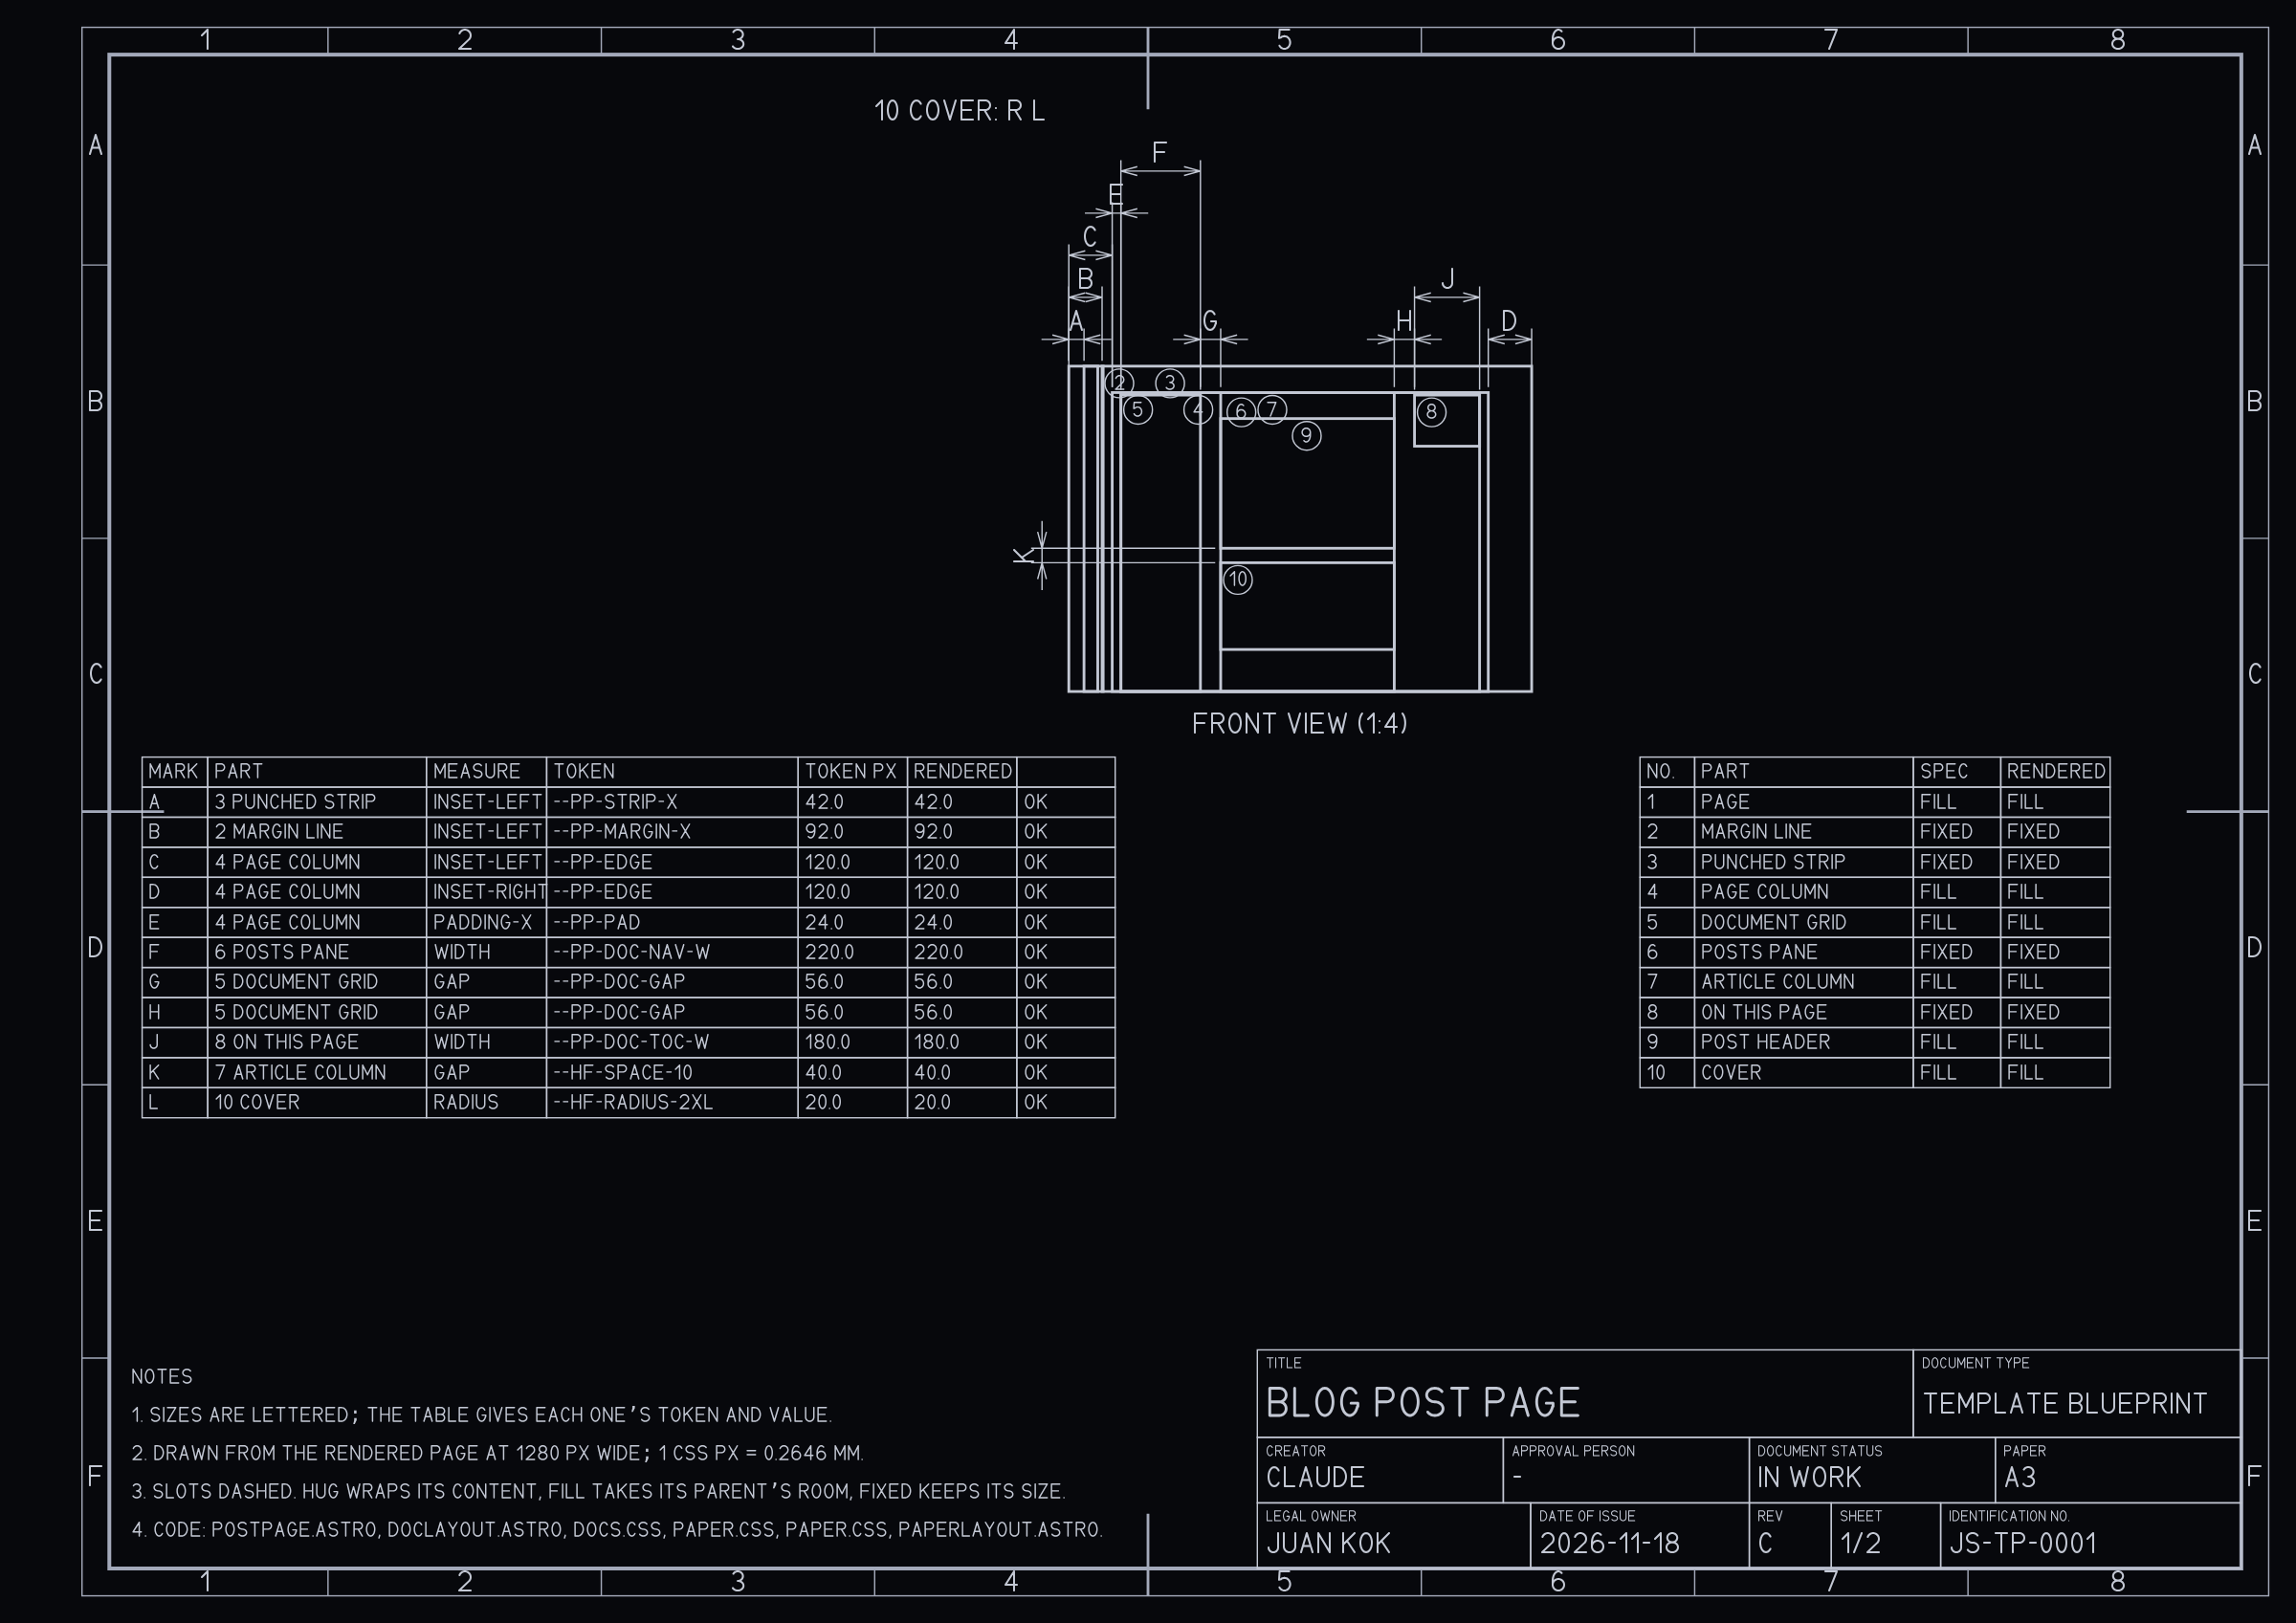 1 2 3 4 5 6 7 8
A A
10 COVER: R L
F
E
C
B J
A G H D
B B
2 3
5 4 6 7 8
9
K
10
C C
FRONT VIEW (1:4)
MARK PART MEASURE TOKEN TOKEN PX RENDERED
A 3 PUNCHED STRIP INSET-LEFT --PP-STRIP-X 42.0 42.0 OK
B 2 MARGIN LINE INSET-LEFT --PP-MARGIN-X 92.0 92.0 OK
C 4 PAGE COLUMN INSET-LEFT --PP-EDGE 120.0 120.0 OK
D 4 PAGE COLUMN INSET-RIGHT --PP-EDGE 120.0 120.0 OK
E 4 PAGE COLUMN PADDING-X --PP-PAD 24.0 24.0 OK
F 6 POSTS PANE WIDTH --PP-DOC-NAV-W 220.0 220.0 OK
G 5 DOCUMENT GRID GAP --PP-DOC-GAP 56.0 56.0 OK
H 5 DOCUMENT GRID GAP --PP-DOC-GAP 56.0 56.0 OK
J 8 ON THIS PAGE WIDTH --PP-DOC-TOC-W 180.0 180.0 OK
K 7 ARTICLE COLUMN GAP --HF-SPACE-10 40.0 40.0 OK
L 10 COVER RADIUS --HF-RADIUS-2XL 20.0 20.0 OK
NO. PART SPEC RENDERED
1 PAGE FILL FILL
2 MARGIN LINE FIXED FIXED
3 PUNCHED STRIP FIXED FIXED
4 PAGE COLUMN FILL FILL
5 DOCUMENT GRID FILL FILL
6 POSTS PANE FIXED FIXED
7 ARTICLE COLUMN FILL FILL
8 ON THIS PAGE FIXED FIXED
9 POST HEADER FILL FILL
10 COVER FILL FILL
D D
E E
NOTES
1. SIZES ARE LETTERED; THE TABLE GIVES EACH ONE'S TOKEN AND VALUE.
2. DRAWN FROM THE RENDERED PAGE AT 1280 PX WIDE; 1 CSS PX = 0.2646 MM.
3. SLOTS DASHED. HUG WRAPS ITS CONTENT, FILL TAKES ITS PARENT'S ROOM, FIXED KEEPS ITS SIZE.
4. CODE: POSTPAGE.ASTRO, DOCLAYOUT.ASTRO, DOCS.CSS, PAPER.CSS, PAPER.CSS, PAPERLAYOUT.ASTRO.
F F
TITLE
BLOG POST PAGE
DOCUMENT TYPE
TEMPLATE BLUEPRINT
CREATOR
CLAUDE
APPROVAL PERSON
-
DOCUMENT STATUS
IN WORK
PAPER
A3
LEGAL OWNER
JUAN KOK
DATE OF ISSUE
2026-11-18
REV
C
SHEET
1/2
IDENTIFICATION NO.
JS-TP-0001
1 2 3 4 5 6 7 8